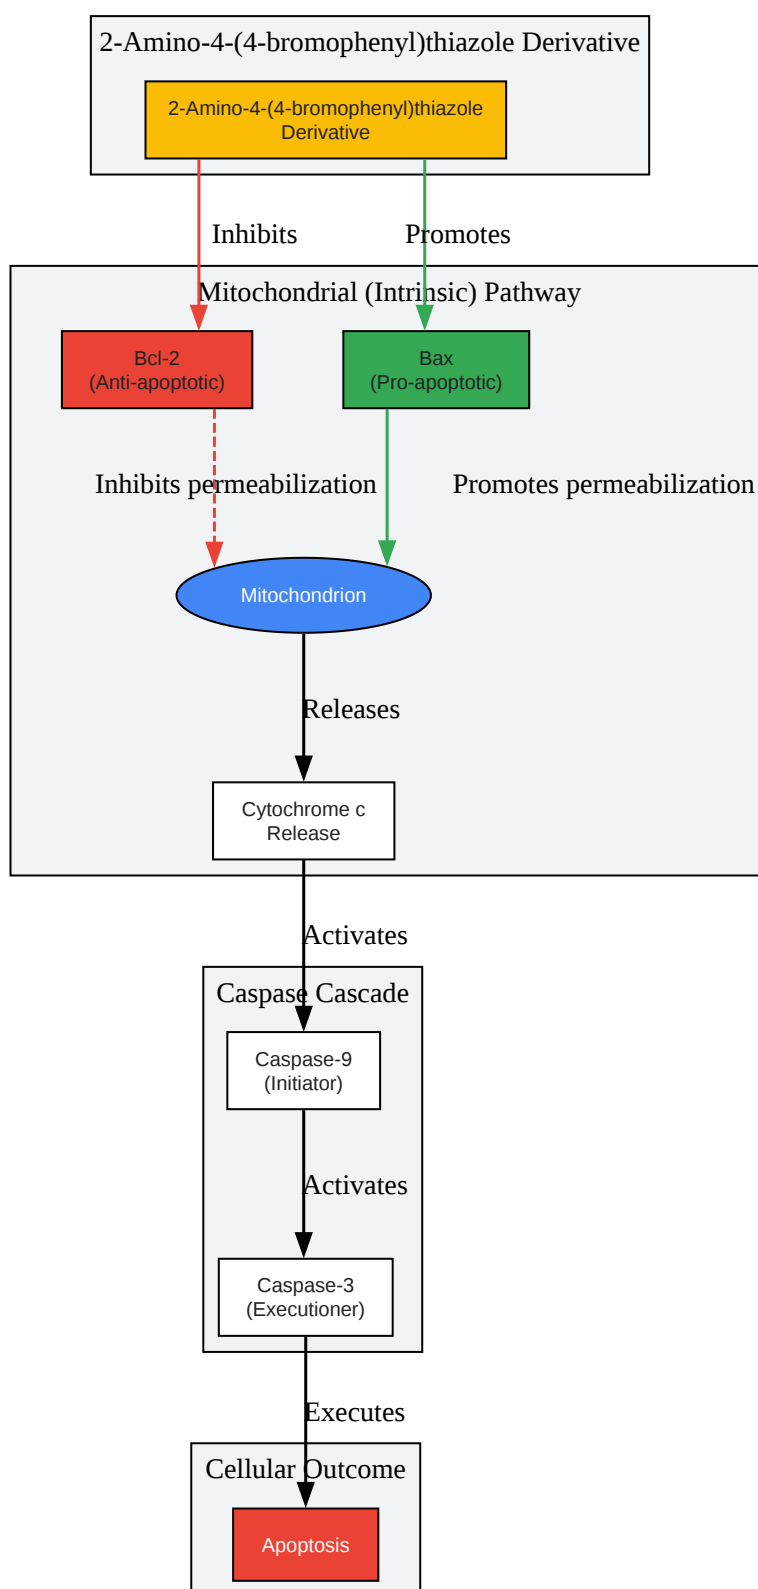 2-Amino-4-(4-bromophenyl)thiazole Derivative
2-Amino-4-(4-bromophenyl)thiazole
Derivative
Inhibits
Promotes
Mitochondrial (Intrinsic) Pathway
Bcl-2
(Anti-apoptotic)
Bax
(Pro-apoptotic)
Inhibits permeabilization
Promotes permeabilization
Mitochondrion
Releases
Cytochrome c
Release
Activates
Caspase Cascade
Caspase-9
(Initiator)
Activates
Caspase-3
(Executioner)
Executes
Cellular Outcome
Apoptosis